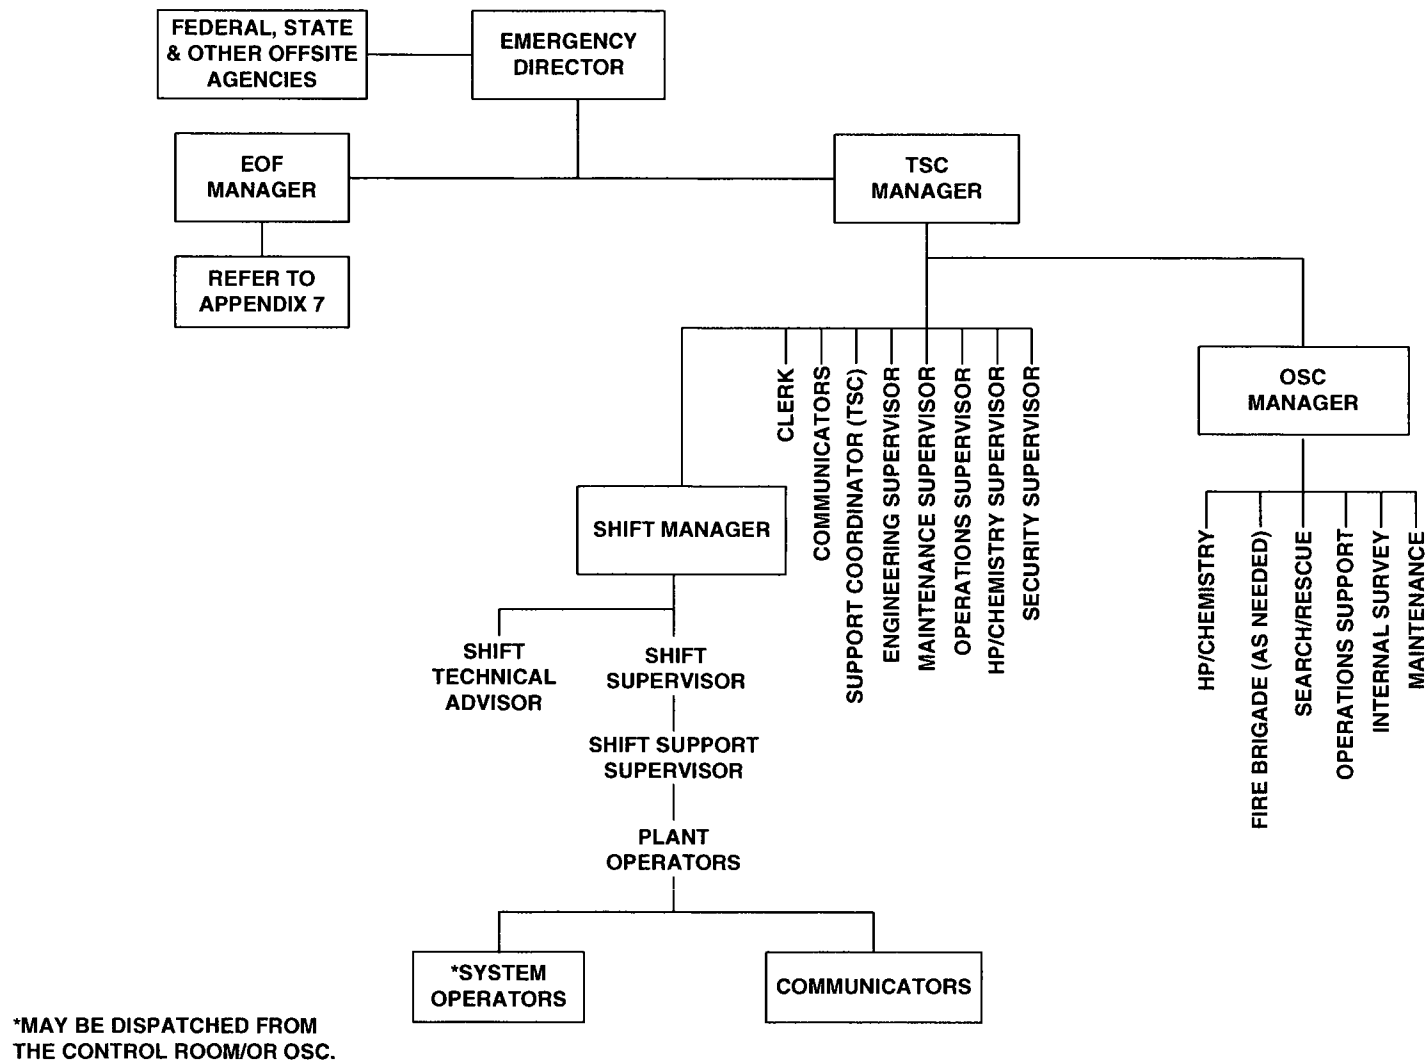 FEDERAL, STATE
& OTHER OFFSITE
AGENCIES
EMERGENCY
DIRECTOR
EOF
MANAGER
TSC
MANAGER
REFER TO
APPENDIX 7
CLERK
COMMUNICATORS
SUPPORT COORDINATOR (TSC)
ENGINEERING SUPERVISOR
MAINTENANCE SUPERVISOR
OPERATIONS SUPERVISOR
HP/CHEMISTRY SUPERVISOR
SECURITY SUPERVISOR
OSC
MANAGER
HP/CHEMISTRY
FIRE BRIGADE (AS NEEDED)
SEARCH/RESCUE
OPERATIONS SUPPORT
INTERNAL SURVEY
MAINTENANCE
SHIFT MANAGER
SHIFT
TECHNICAL
ADVISOR
SHIFT
SUPERVISOR
SHIFT SUPPORT
SUPERVISOR
PLANT
OPERATORS
*SYSTEM
OPERATORS
COMMUNICATORS
*MAY BE DISPATCHED FROM
THE CONTROL ROOM/OR OSC.